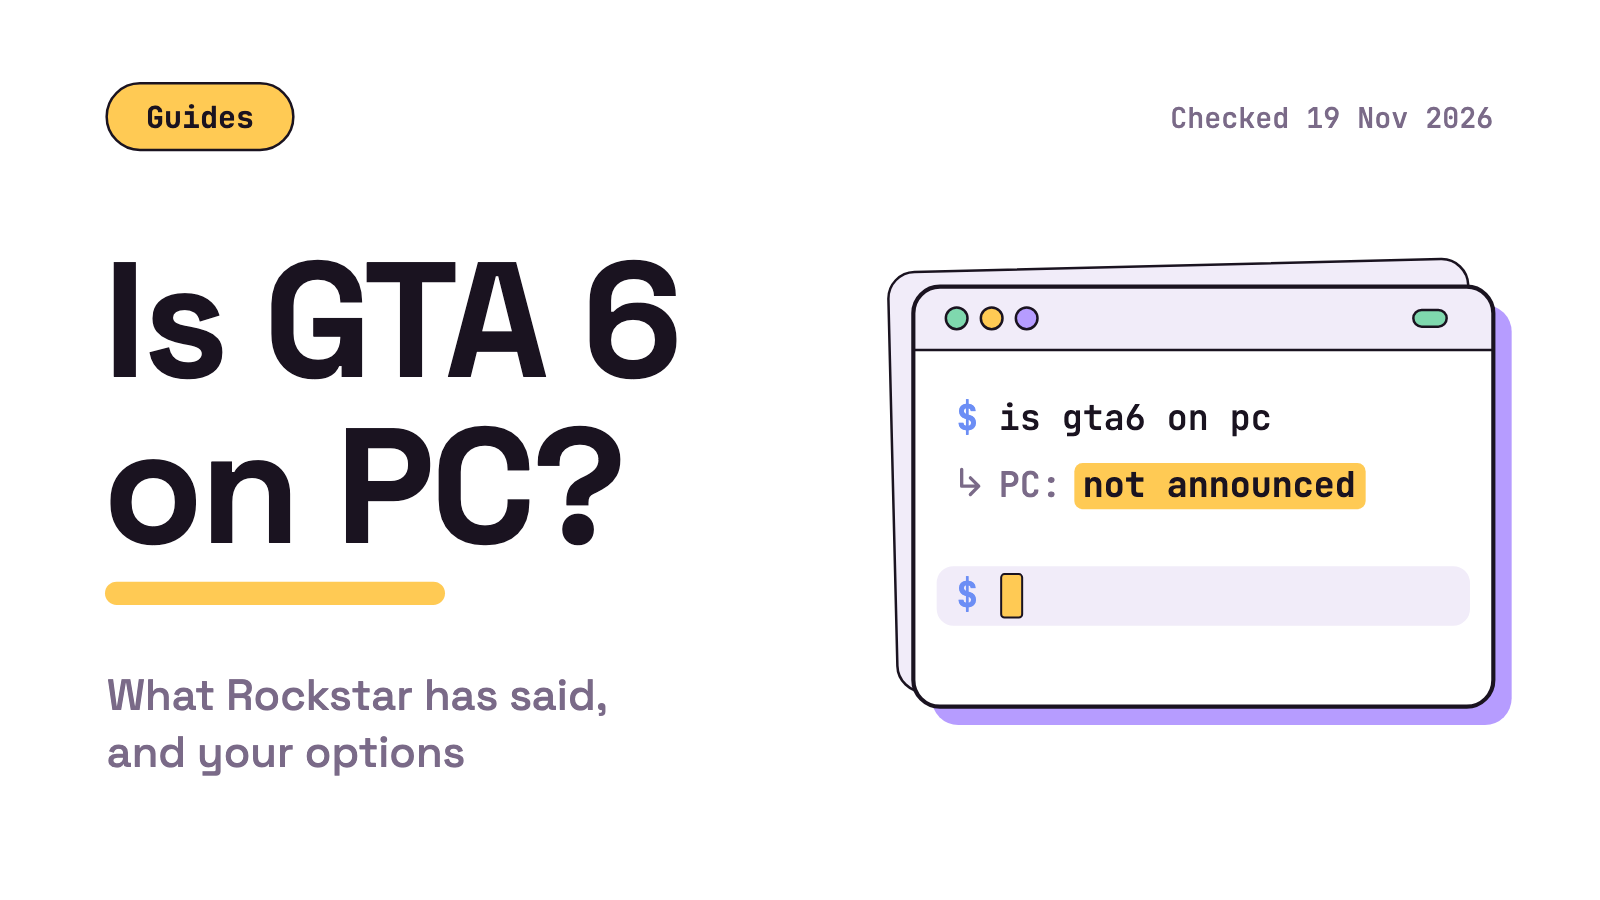 Guides
Checked 19 Nov 2026
Is GTA 6
on PC?
What Rockstar has said,
and your options
$ is gta6 on pc
↳ PC: not announced
$